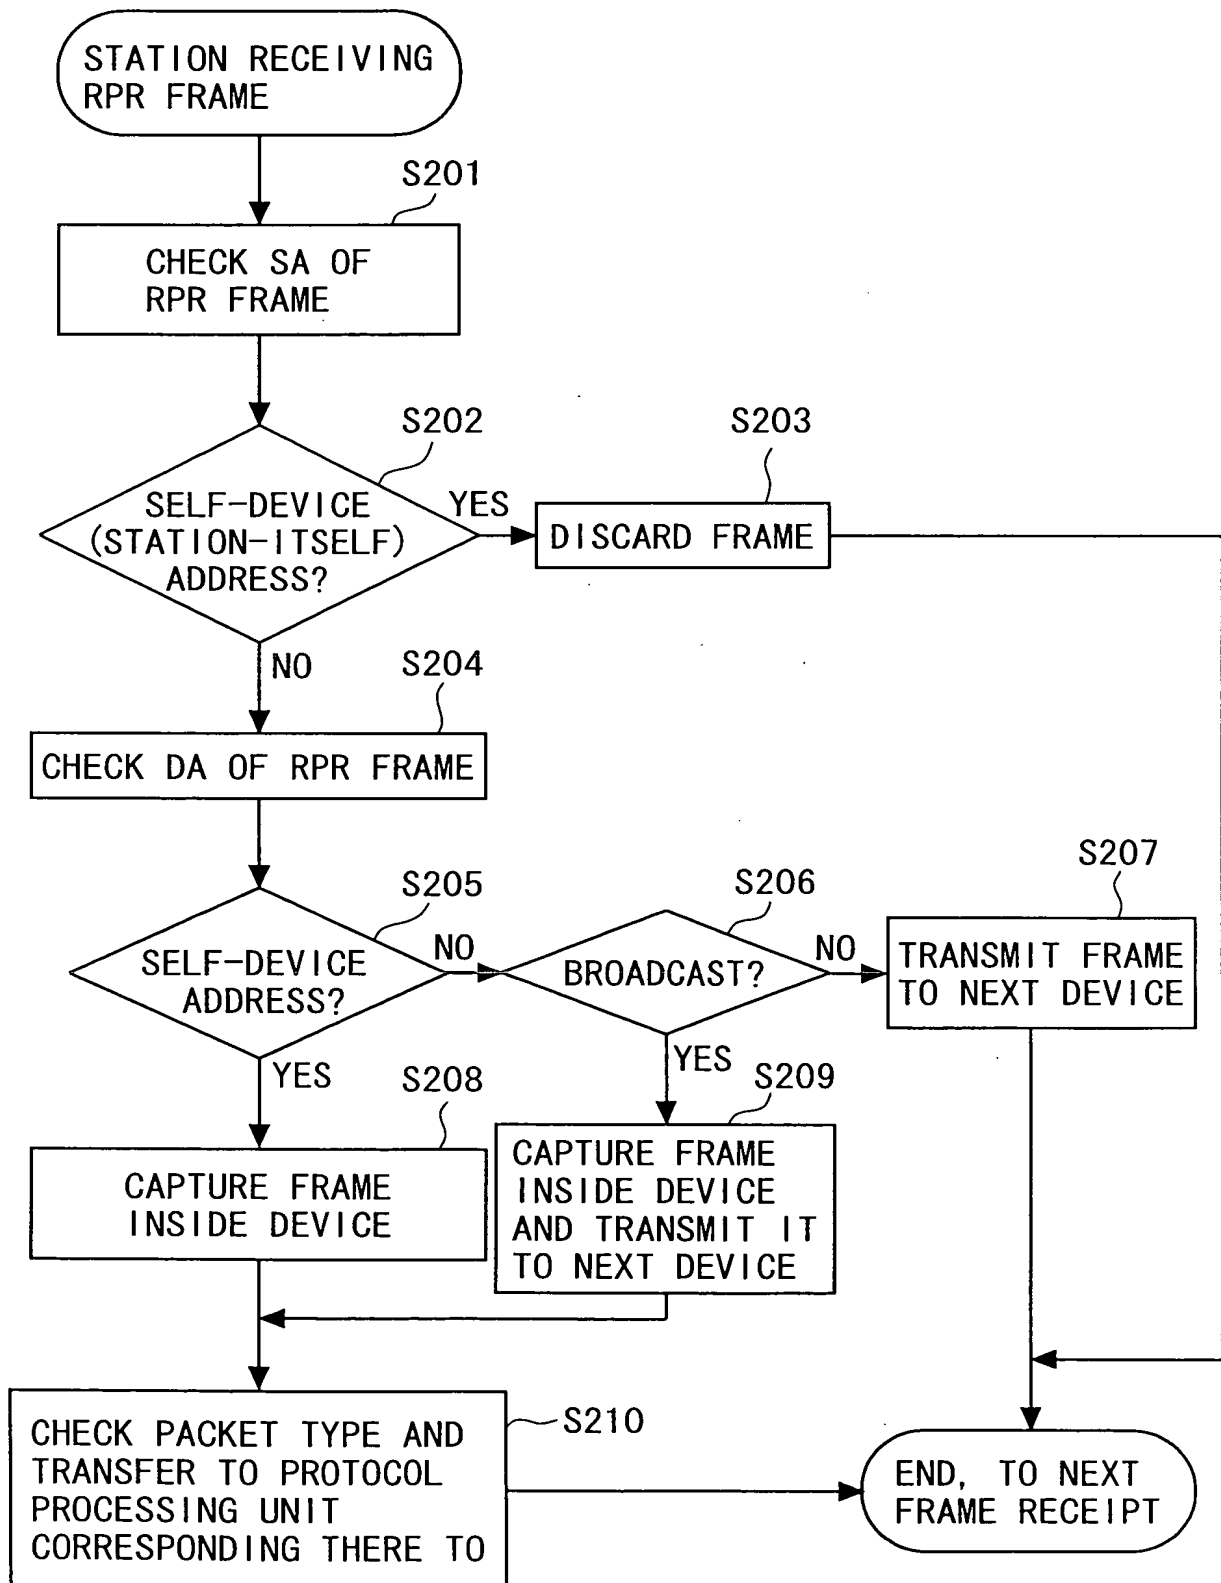 STATION RECEIVING
RPR FRAME
S201
CHECK SA OF
RPR FRAME
S202
SELF-DEVICE
(STATION-ITSELF)
ADDRESS?
YES
S203
DISCARD FRAME
NO
S204
CHECK DA OF RPR FRAME
S205
SELF-DEVICE
ADDRESS?
NO
S206
BROADCAST?
NO
S207
TRANSMIT FRAME
TO NEXT DEVICE
YES
S208
CAPTURE FRAME
INSIDE DEVICE
YES
S209
CAPTURE FRAME
INSIDE DEVICE
AND TRANSMIT IT
TO NEXT DEVICE
S210
CHECK PACKET TYPE AND
TRANSFER TO PROTOCOL
PROCESSING UNIT
CORRESPONDING THERE TO
END, TO NEXT
FRAME RECEIPT